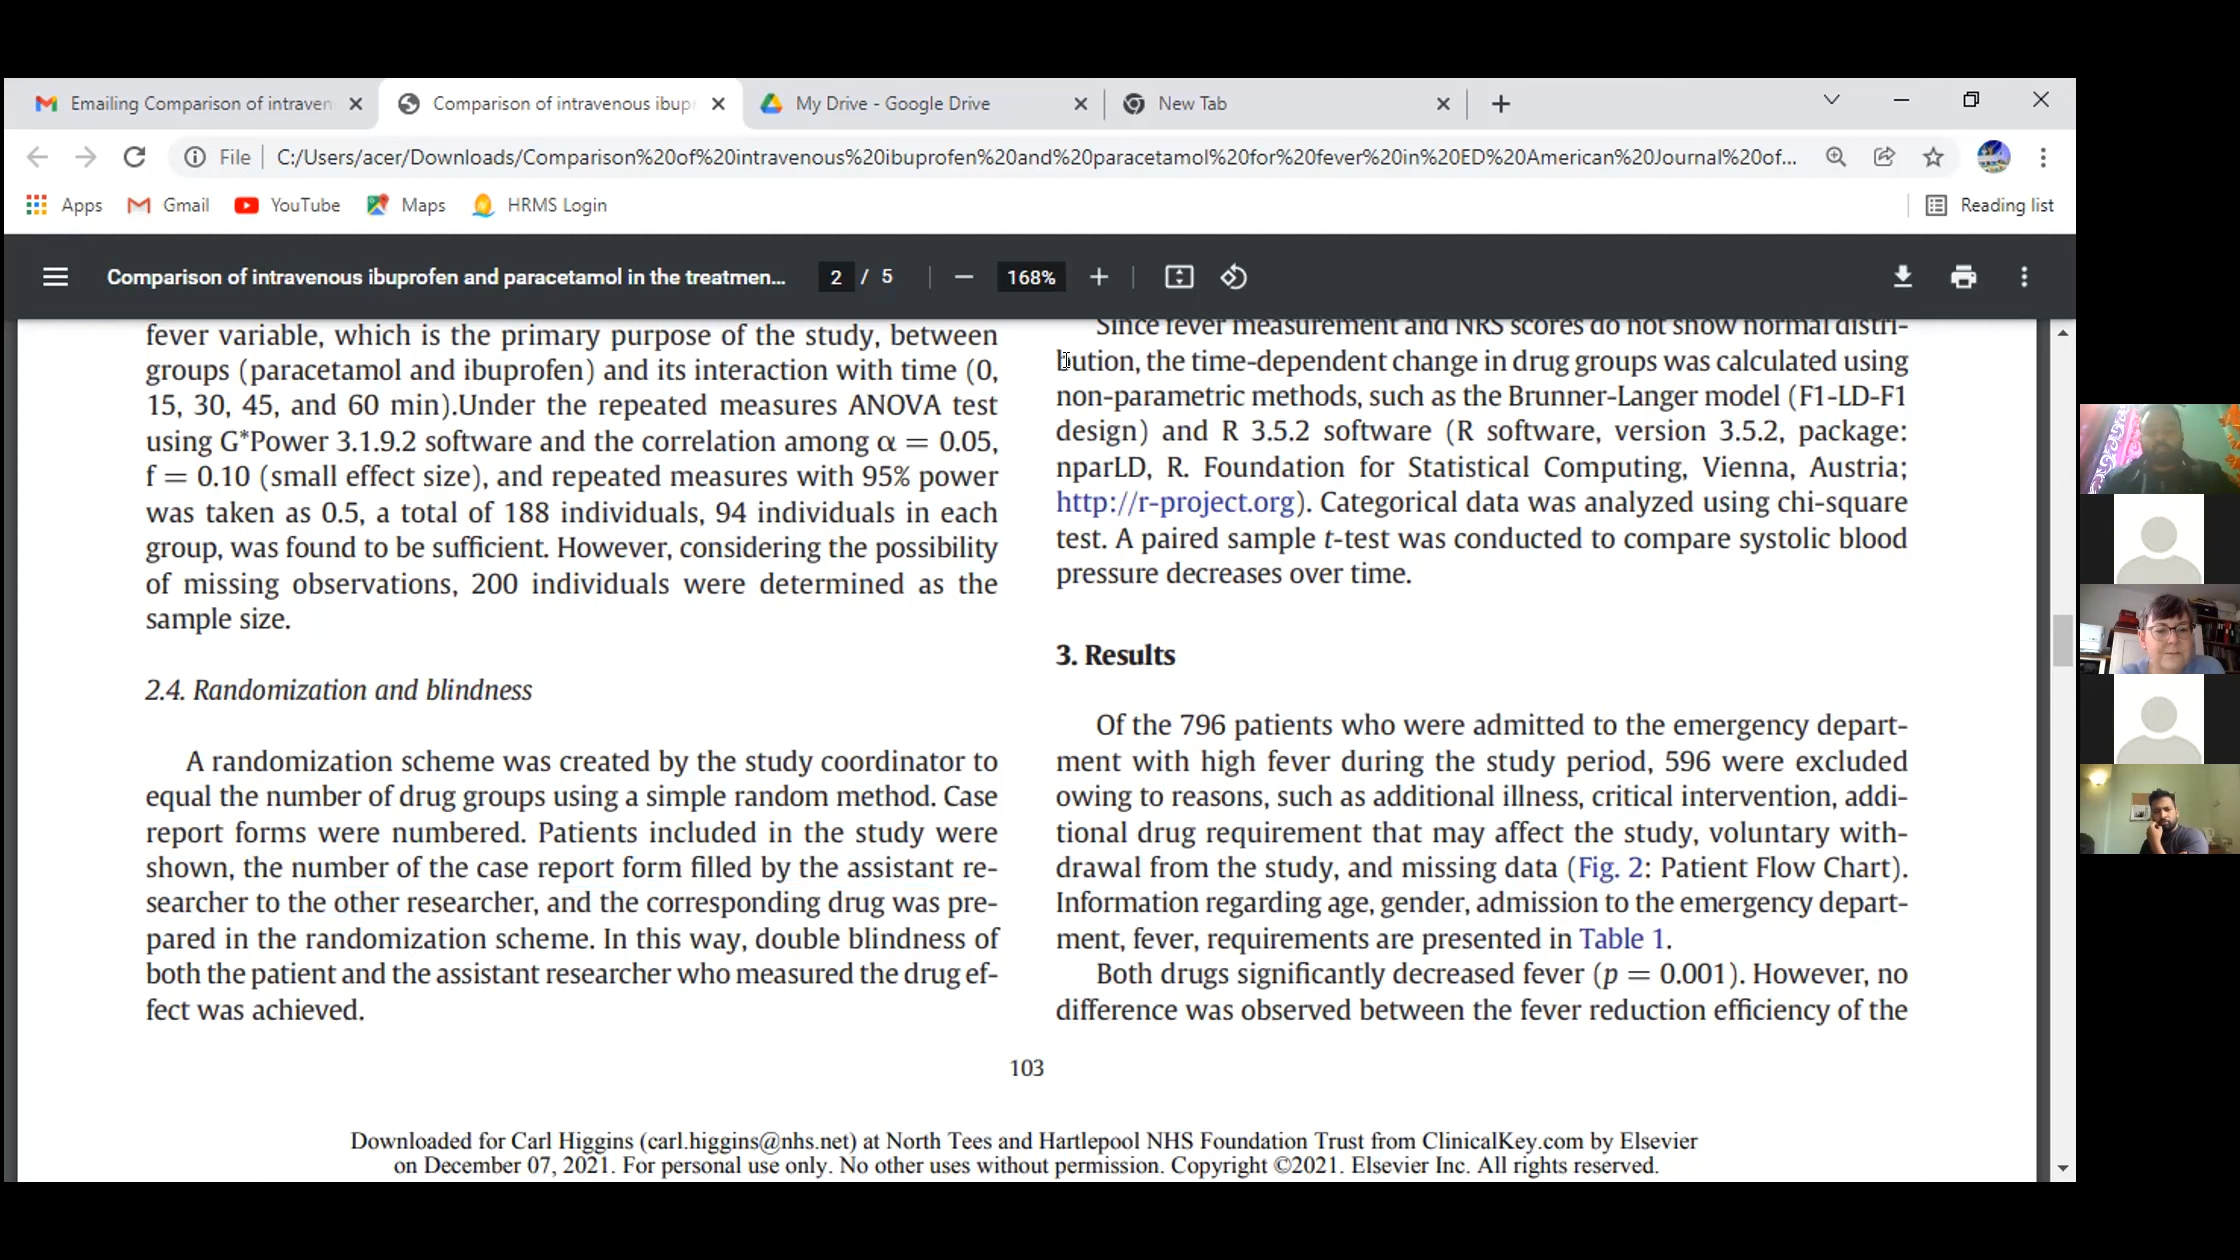 Emailing Comparison of intraven
Comparison of intravenous ibupr
My Drive - Google Drive
New Tab
File
C:/Users/acer/Downloads/Comparison%20of%20intravenous%20ibuprofen%20and%20paracetamol%20for%20fever%20in%20ED%20American%20Journal%20of...
Apps
Gmail
YouTube
Maps
HRMS Login
Reading list
Comparison of intravenous ibuprofen and paracetamol in the treatmen...
2 / 5
168%
fever variable, which is the primary purpose of the study, between
groups (paracetamol and ibuprofen) and its interaction with time (0,
15, 30, 45, and 60 min).Under the repeated measures ANOVA test
using G*Power 3.1.9.2 software and the correlation among α = 0.05,
f = 0.10 (small effect size), and repeated measures with 95% power
was taken as 0.5, a total of 188 individuals, 94 individuals in each
group, was found to be sufficient. However, considering the possibility
of missing observations, 200 individuals were determined as the
sample size.
2.4. Randomization and blindness
A randomization scheme was created by the study coordinator to
equal the number of drug groups using a simple random method. Case
report forms were numbered. Patients included in the study were
shown, the number of the case report form filled by the assistant re-
searcher to the other researcher, and the corresponding drug was pre-
pared in the randomization scheme. In this way, double blindness of
both the patient and the assistant researcher who measured the drug ef-
fect was achieved.
Since fever measurement and NRS scores do not show normal distri-
bution, the time-dependent change in drug groups was calculated using
non-parametric methods, such as the Brunner-Langer model (F1-LD-F1
design) and R 3.5.2 software (R software, version 3.5.2, package:
nparLD, R. Foundation for Statistical Computing, Vienna, Austria;
http://r-project.org). Categorical data was analyzed using chi-square
test. A paired sample t-test was conducted to compare systolic blood
pressure decreases over time.
3. Results
Of the 796 patients who were admitted to the emergency depart-
ment with high fever during the study period, 596 were excluded
owing to reasons, such as additional illness, critical intervention, addi-
tional drug requirement that may affect the study, voluntary with-
drawal from the study, and missing data (Fig. 2: Patient Flow Chart).
Information regarding age, gender, admission to the emergency depart-
ment, fever, requirements are presented in Table 1.
Both drugs significantly decreased fever (p = 0.001). However, no
difference was observed between the fever reduction efficiency of the
103
Downloaded for Carl Higgins (carl.higgins@nhs.net) at North Tees and Hartlepool NHS Foundation Trust from ClinicalKey.com by Elsevier
on December 07, 2021. For personal use only. No other uses without permission. Copyright ©2021. Elsevier Inc. All rights reserved.